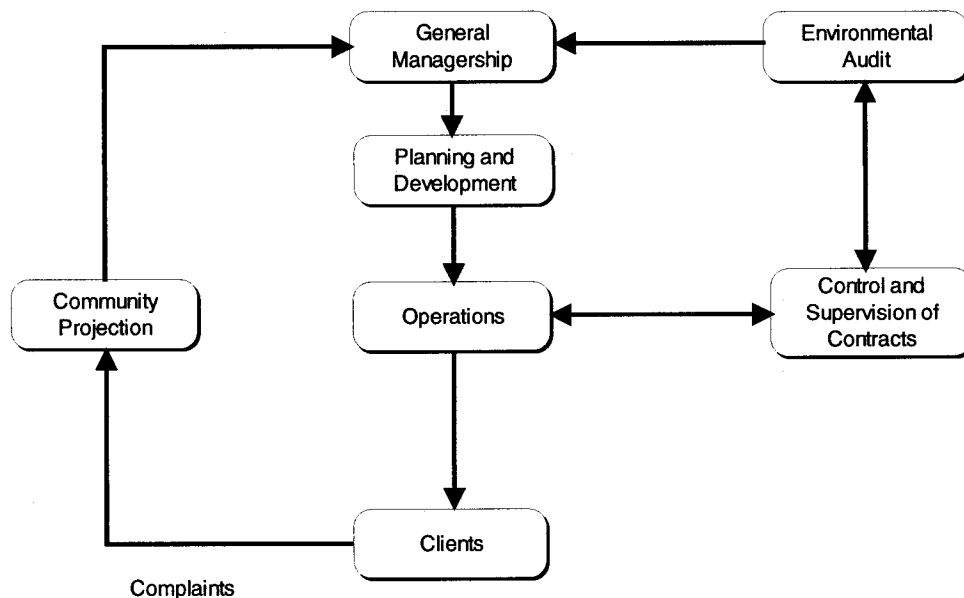 General
Managership
Environmental
Audit
Planning and
Development
Community
Projection
Operations
Control and
Supervision of
Contracts
Clients
Complaints